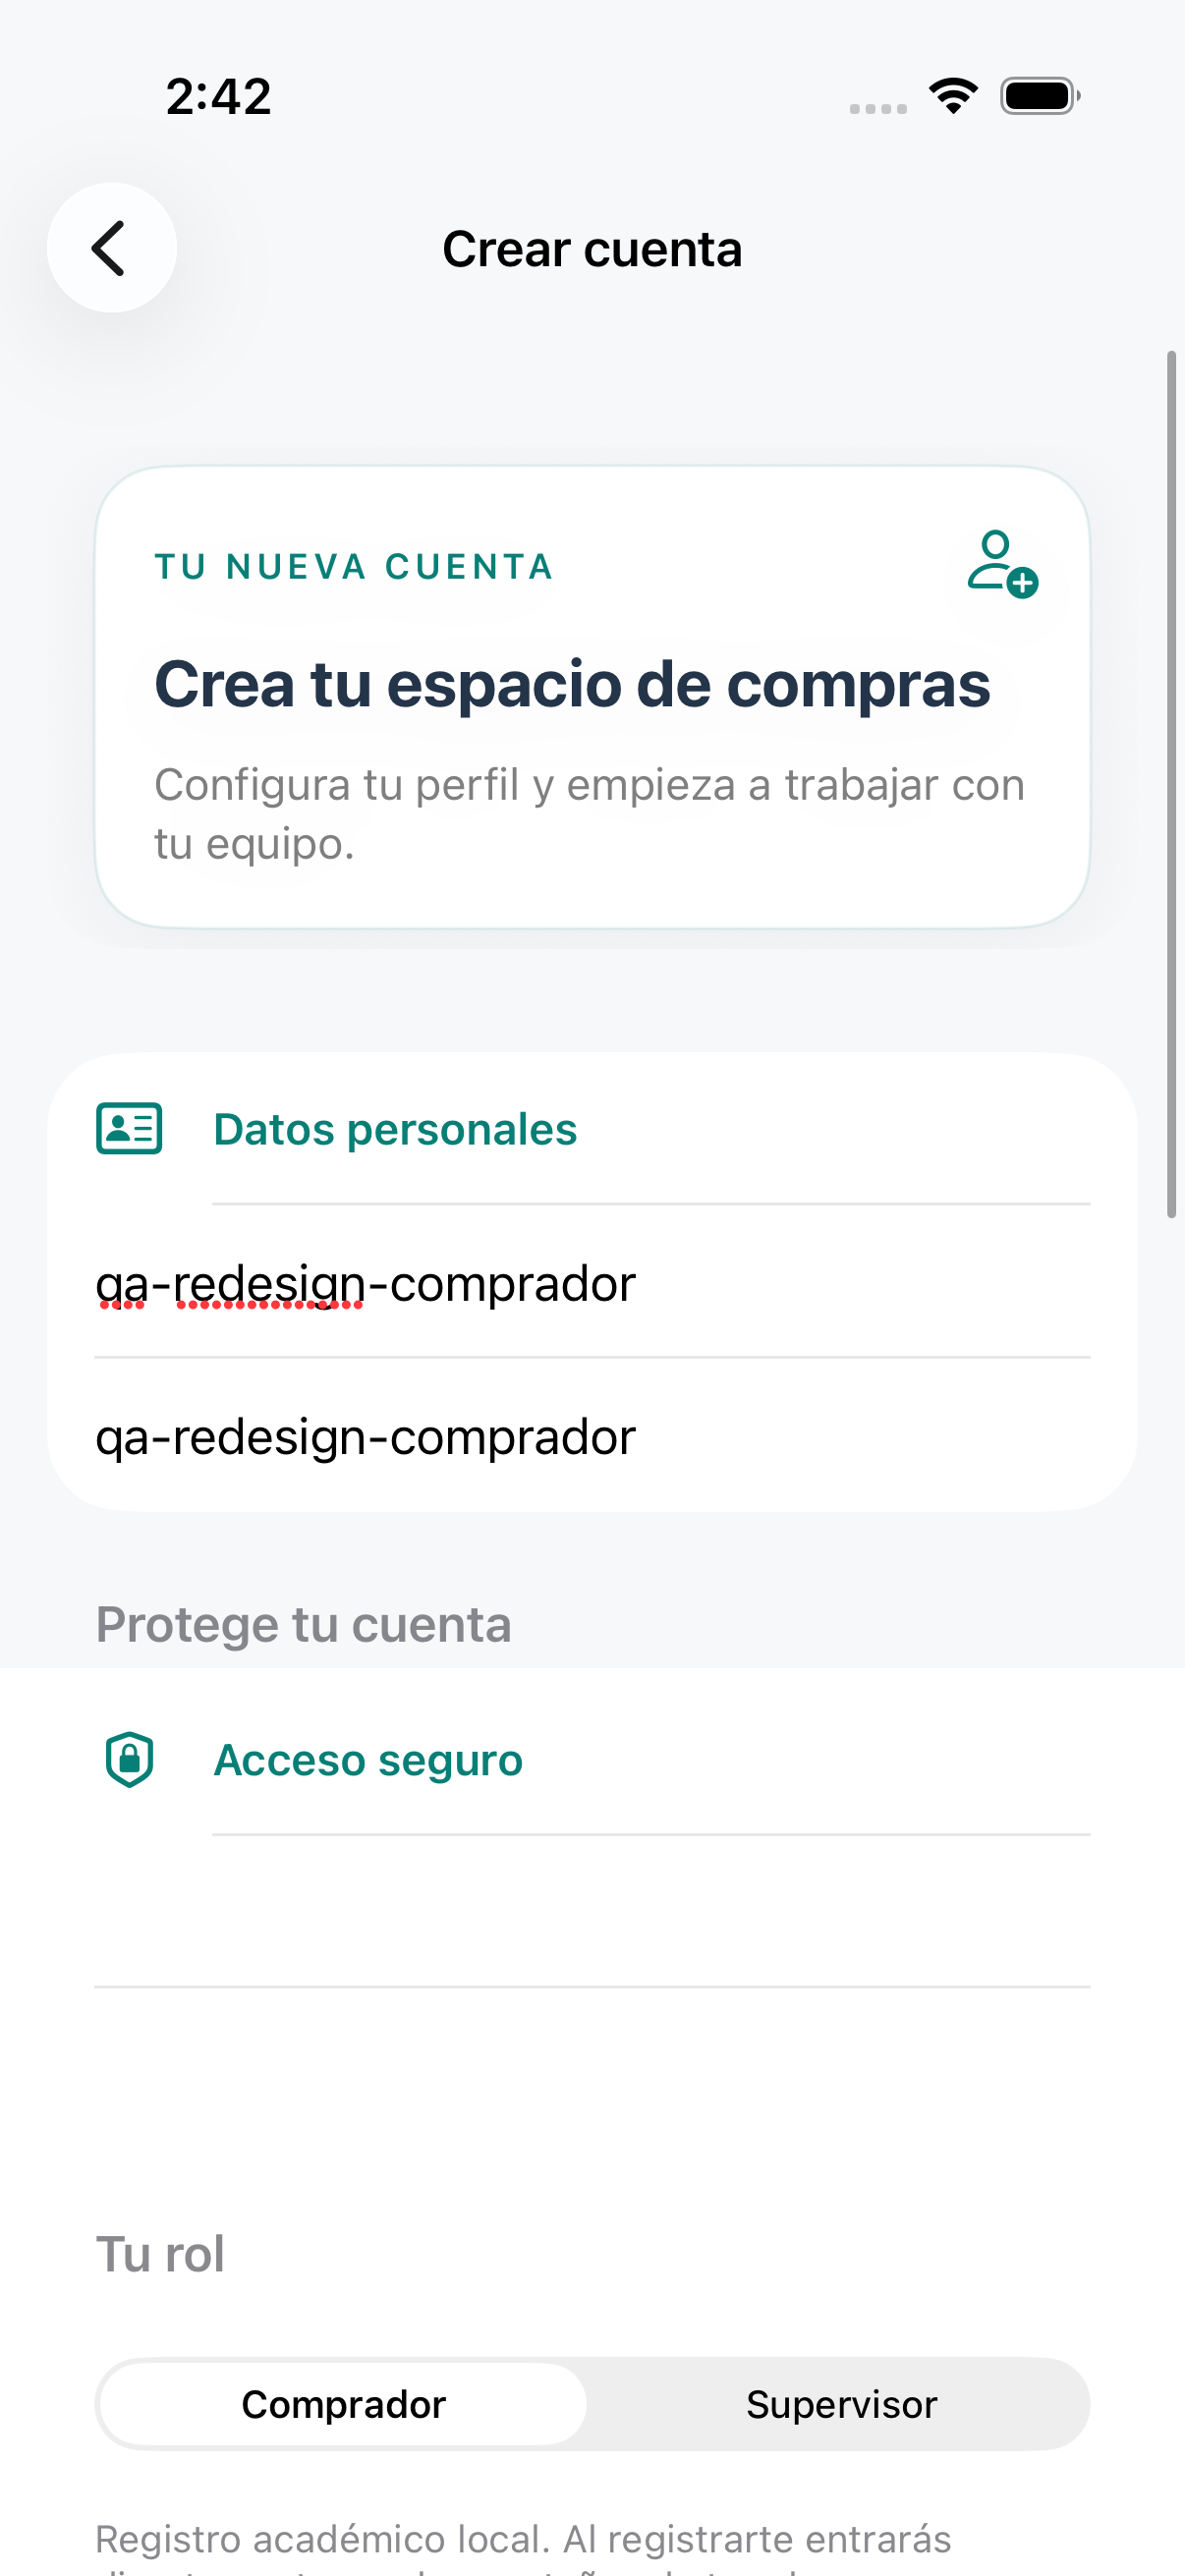 2:42
Crear cuenta
TU NUEVA CUENTA
Crea tu espacio de compras
Configura tu perfil y empieza a trabajar con
tu equipo.
Datos personales
qa-redesign-comprador
qa-redesign-comprador
Protege tu cuenta
Acceso seguro
Tu rol
Comprador
Supervisor
Registro académico local. Al registrarte entrarás